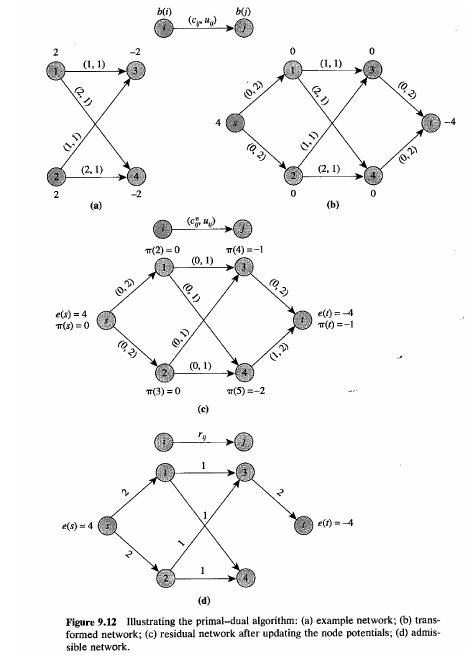 b(i) b(j)
i (c_ij, u_ij) j
2 -2
1 (1, 1) 3
(2, 1)
(1, 1)
2 (2, 1) 4
2 -2
(a)
0 0
1 (1, 1) 3
(0, 2) (2, 1) (0, 2)
4 s t -4
(0, 2) (1, 1) (0, 2)
2 (2, 1) 4
0 0
(b)
i (c^π_ij, u_ij) j
π(2) = 0 π(4) = -1
1 (0, 1) 3
(0, 2) (0, 1) (0, 2)
e(s) = 4 e(t) = -4
s t
π(s) = 0 π(t) = -1
(0, 2) (0, 1) (1, 2)
2 (0, 1) 4
π(3) = 0 π(5) = -2
(c)
i r_ij j
1 1 3
2 2
1
e(s) = 4 s t e(t) = -4
2 1
2 1 4
(d)
Figure 9.12 Illustrating the primal-dual algorithm: (a) example network; (b) trans-
formed network; (c) residual network after updating the node potentials; (d) admis-
sible network.